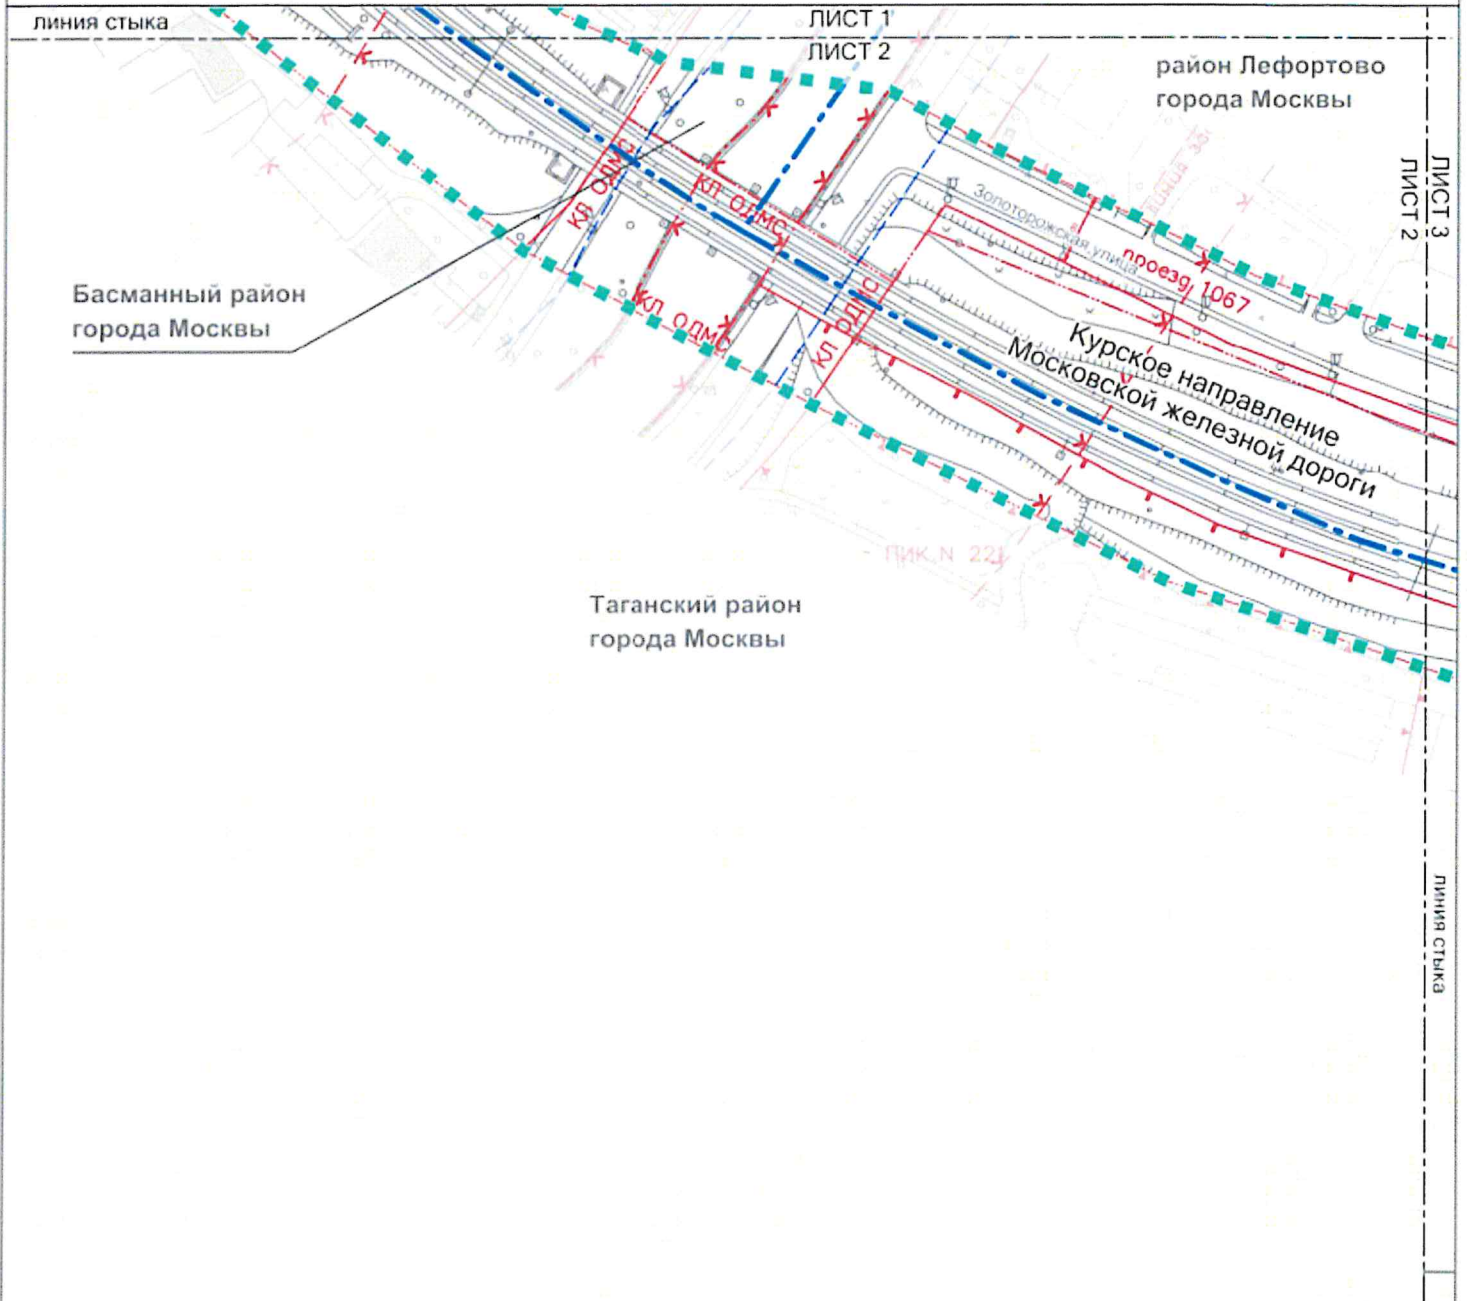 линия стыка
ЛИСТ 1
ЛИСТ 2
район Лефортово
города Москвы
ЛИСТ 3
ЛИСТ 2
КЛ ОДМС
КЛ ОДМС
Золоторожская улица
проезд 1067
Басманный район
города Москвы
КЛ ОДМС
КЛ ОДМС
Курское направление
Московской железной дороги
Таганский район
города Москвы
линия стыка